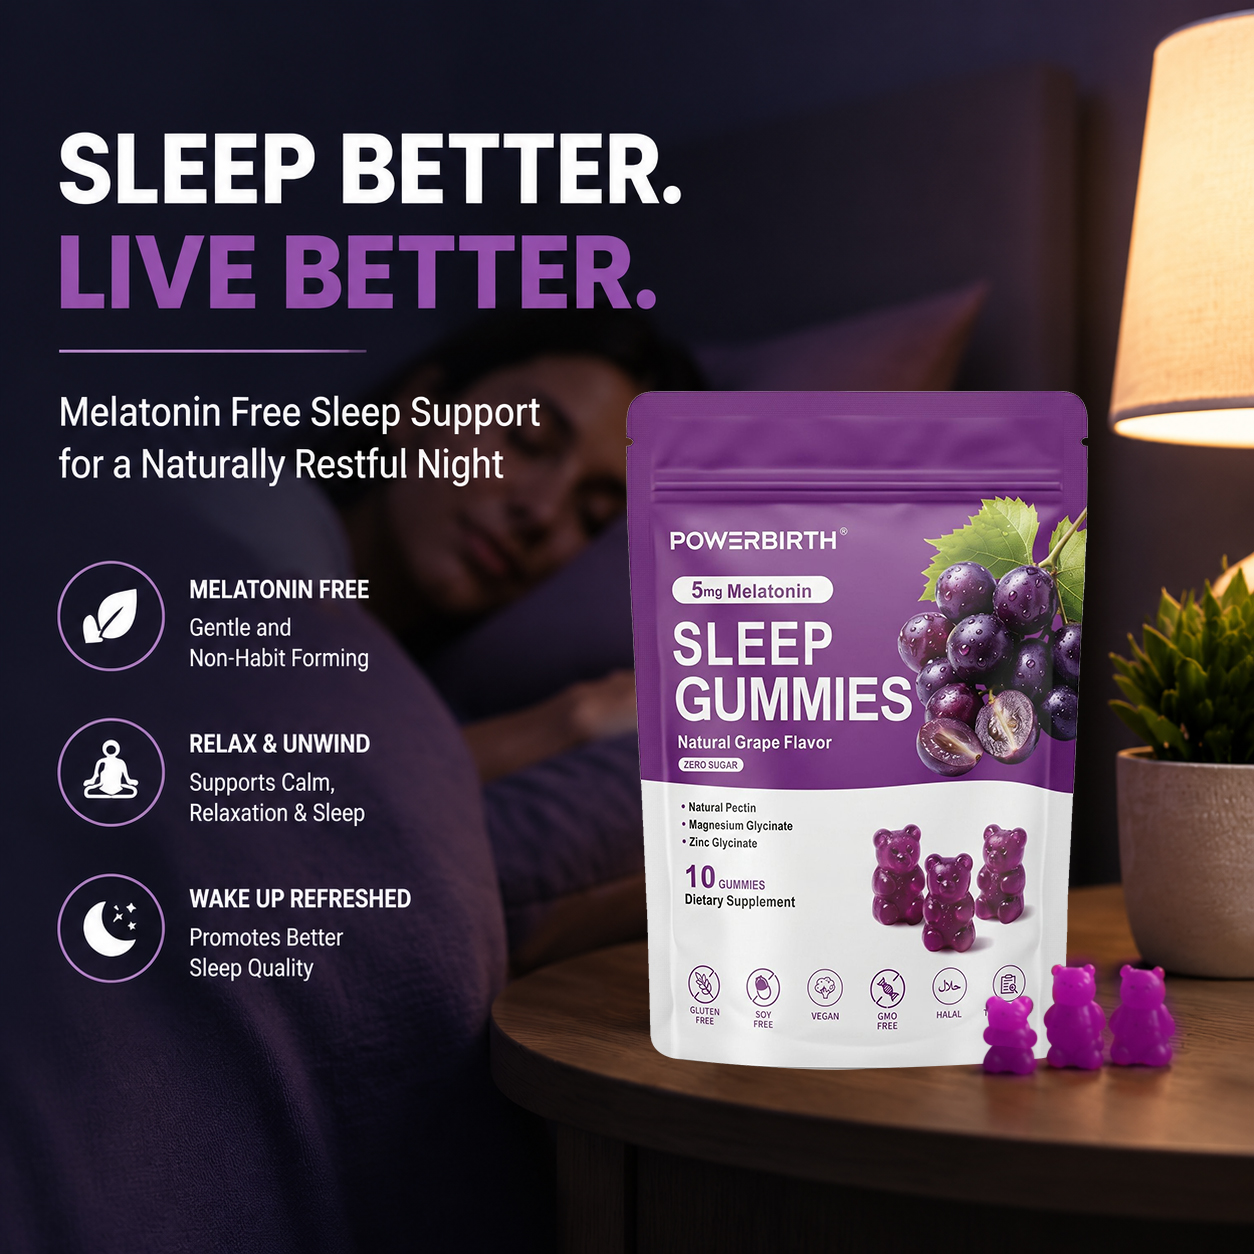 SLEEP BETTER.
LIVE BETTER.
Melatonin Free Sleep Support
for a Naturally Restful Night
MELATONIN FREE
Gentle and
Non-Habit Forming
RELAX & UNWIND
Supports Calm,
Relaxation & Sleep
WAKE UP REFRESHED
Promotes Better
Sleep Quality
POWERBIRTH®
5mg Melatonin
SLEEP
GUMMIES
Natural Grape Flavor
ZERO SUGAR
• Natural Pectin
• Magnesium Glycinate
• Zinc Glycinate
10 GUMMIES
Dietary Supplement
GLUTEN
FREE
SOY
FREE
VEGAN
GMO
FREE
حلال
HALAL